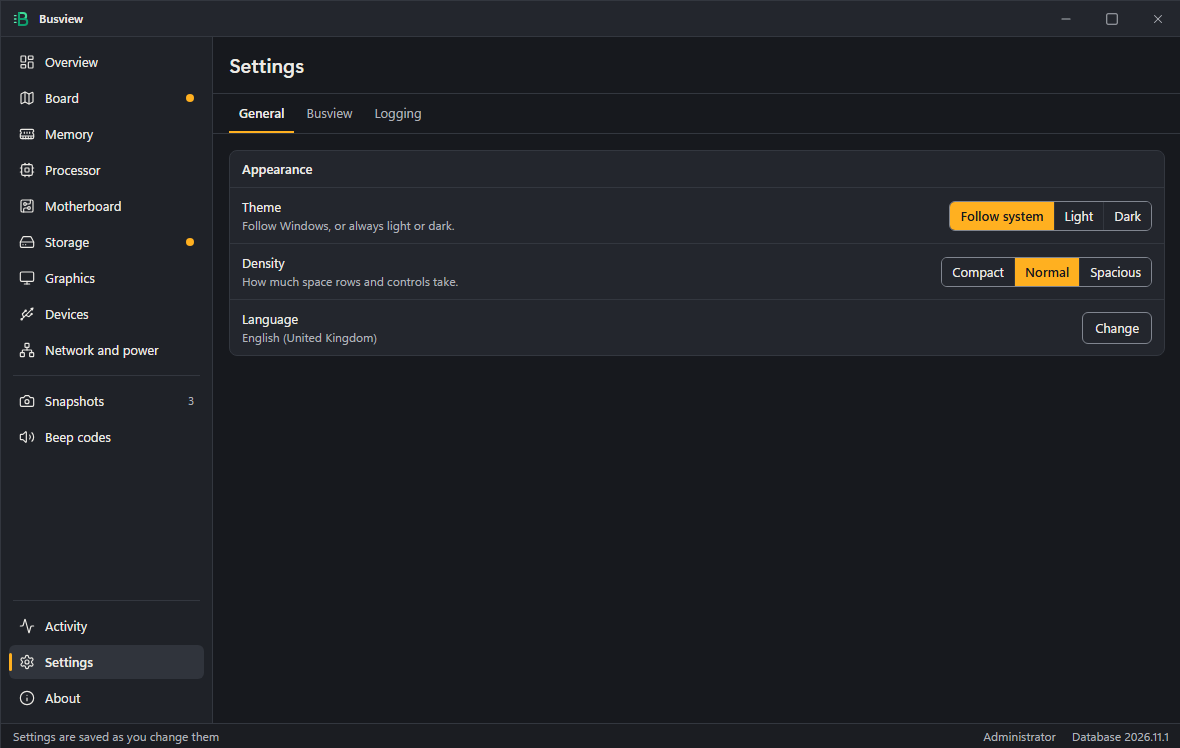 Busview
Overview
Board
Memory
Processor
Motherboard
Storage
Graphics
Devices
Network and power
Snapshots 3
Beep codes
Activity
Settings
About
Settings
General Busview Logging
Appearance
Theme
Follow Windows, or always light or dark.
Follow system Light Dark
Density
How much space rows and controls take.
Compact Normal Spacious
Language
English (United Kingdom)
Change
Settings are saved as you change them
Administrator Database 2026.11.1